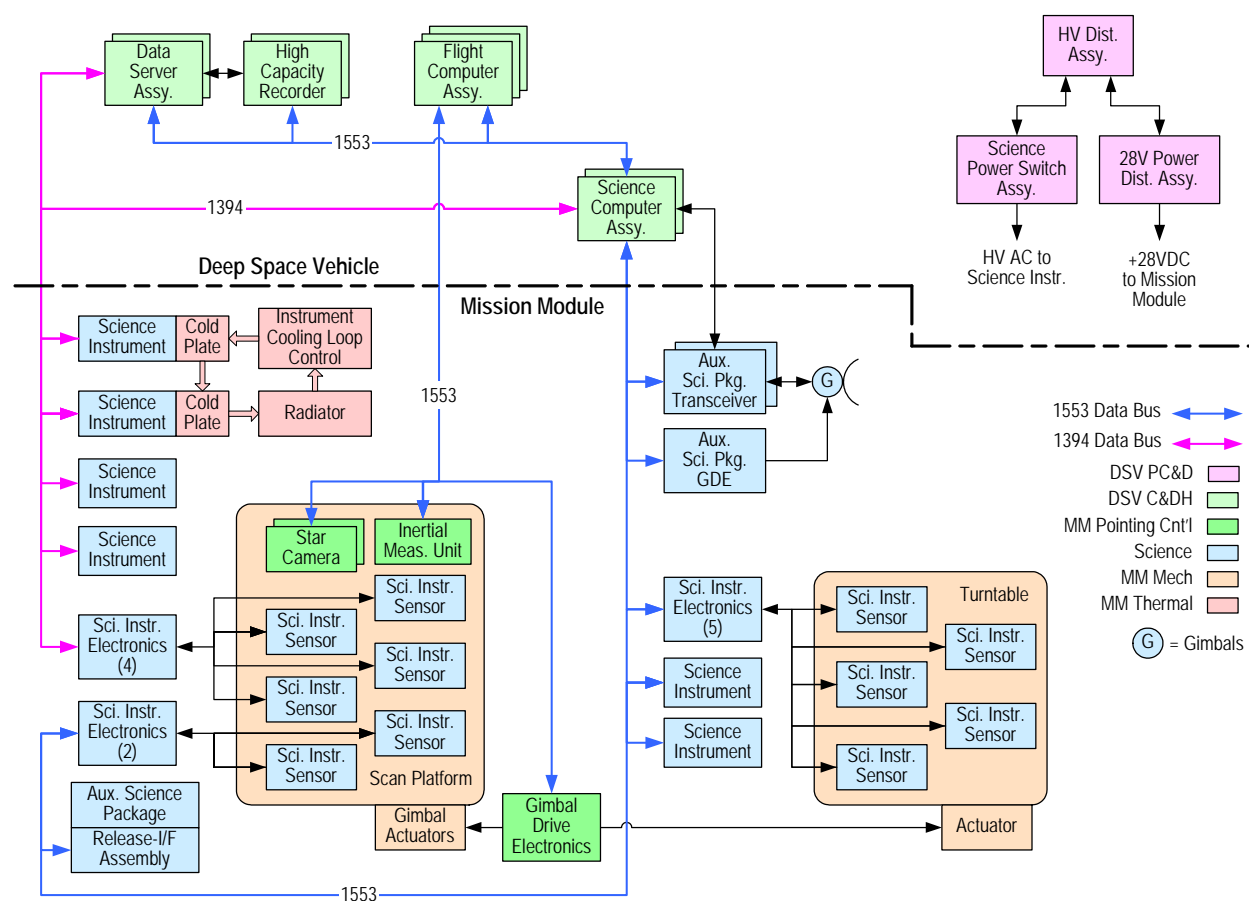 Data
Server
Assy.
High
Capacity
Recorder
Flight
Computer
Assy.
HV Dist.
Assy.
1553
Science
Power Switch
Assy.
28V Power
Dist. Assy.
Science
Computer
Assy.
1394
HV AC to
Science Instr.
+28VDC
to Mission
Module
Deep Space Vehicle
Mission Module
Science
Instrument
Cold
Plate
Instrument
Cooling Loop
Control
Science
Instrument
Cold
Plate
Radiator
1553
Aux.
Sci. Pkg.
Transceiver
G
Aux.
Sci. Pkg.
GDE
1553 Data Bus
1394 Data Bus
DSV PC&D
DSV C&DH
MM Pointing Cnt'l
Science
MM Mech
MM Thermal
G
= Gimbals
Science
Instrument
Science
Instrument
Star
Camera
Inertial
Meas. Unit
Sci. Instr.
Electronics
(4)
Sci. Instr.
Sensor
Sci. Instr.
Sensor
Sci. Instr.
Sensor
Sci. Instr.
Sensor
Sci. Instr.
Electronics
(2)
Sci. Instr.
Sensor
Sci. Instr.
Sensor
Scan Platform
Sci. Instr.
Electronics
(5)
Turntable
Sci. Instr.
Sensor
Sci. Instr.
Sensor
Sci. Instr.
Sensor
Sci. Instr.
Sensor
Sci. Instr.
Sensor
Science
Instrument
Science
Instrument
Aux. Science
Package
Release-I/F
Assembly
Gimbal
Actuators
Gimbal
Drive
Electronics
Actuator
1553